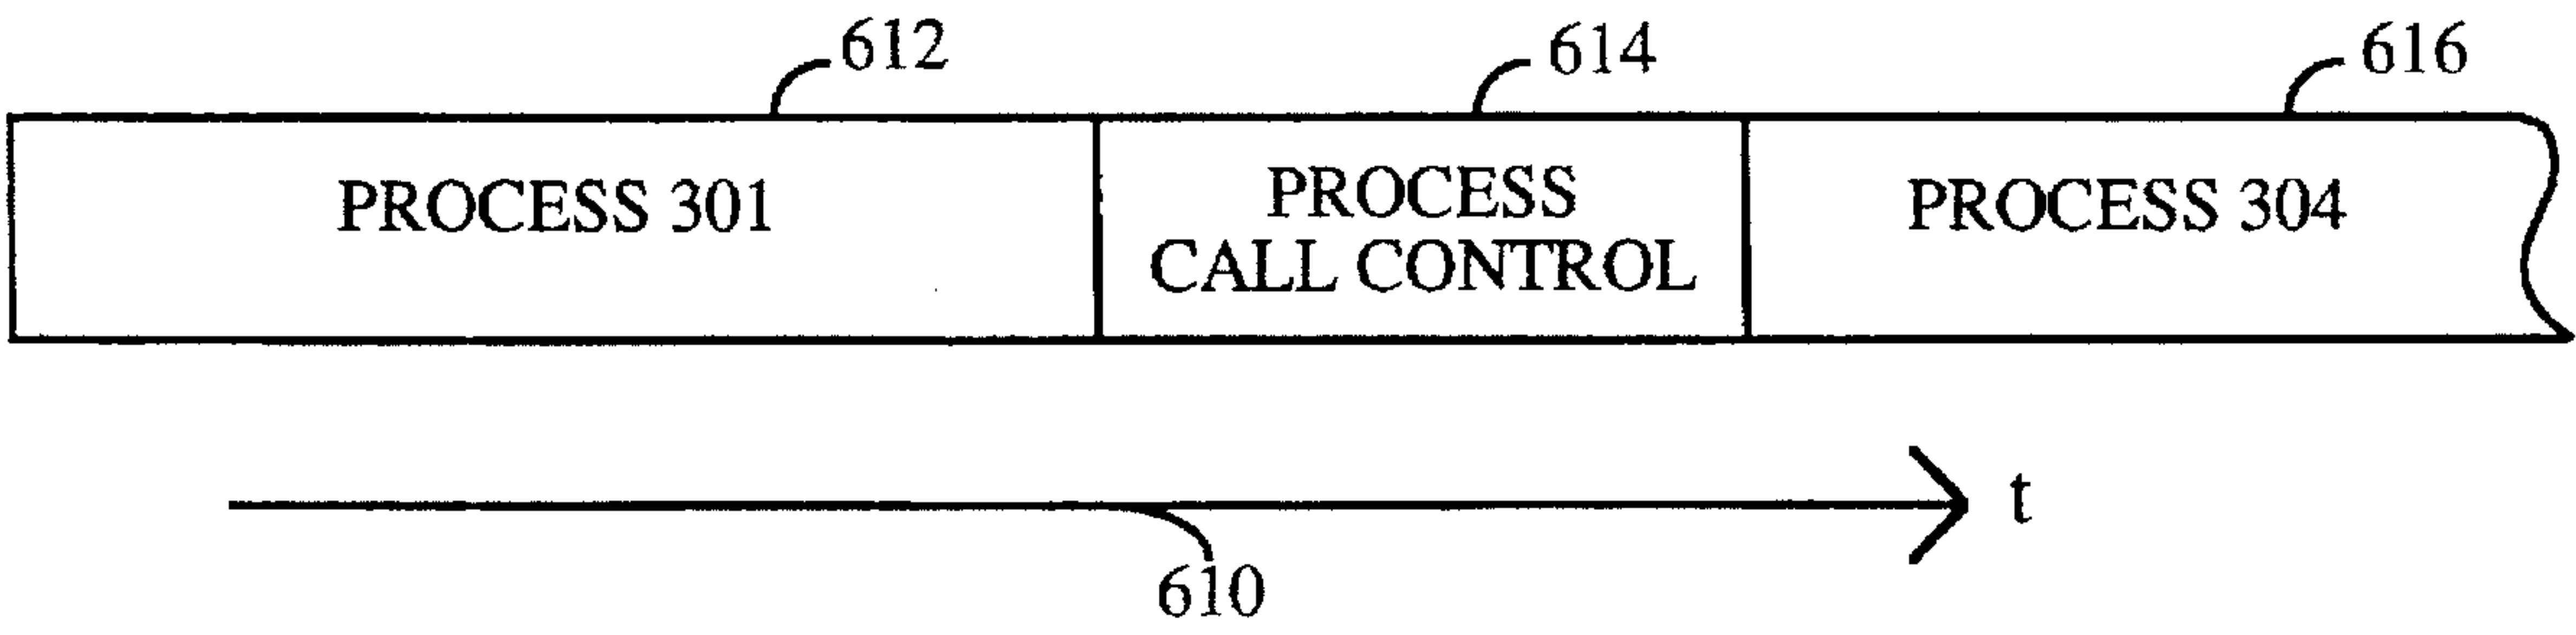 612
614
616
PROCESS 301
PROCESS
CALL CONTROL
PROCESS 304
t
610